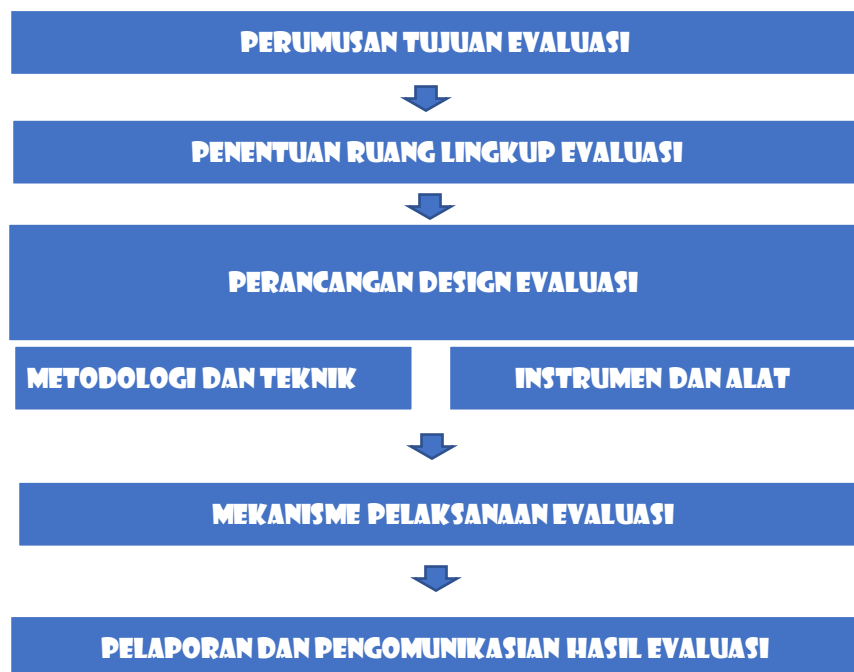 PERUMUSAN TUJUAN EVALUASI
PENENTUAN RUANG LINGKUP EVALUASI
PERANCANGAN DESIGN EVALUASI
METODOLOGI DAN TEKNIK
INSTRUMEN DAN ALAT
MEKANISME PELAKSANAAN EVALUASI
PELAPORAN DAN PENGOMUNIKASIAN HASIL EVALUASI